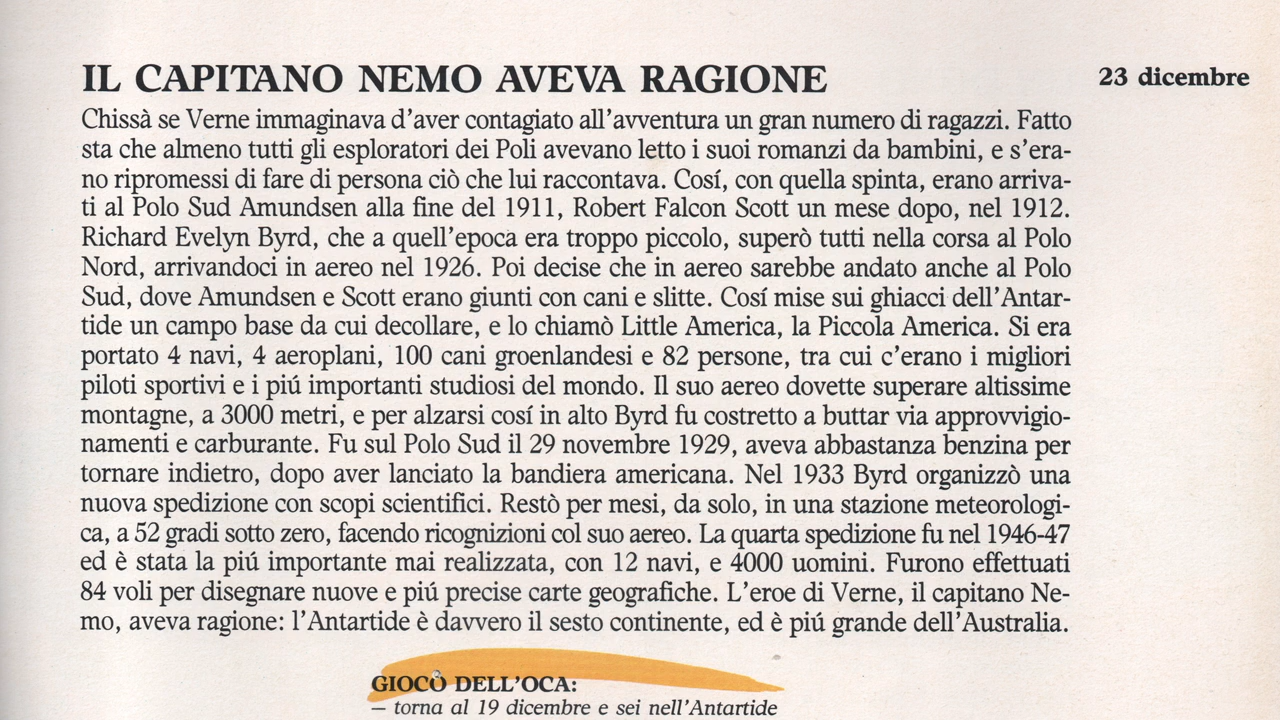 IL CAPITANO NEMO AVEVA RAGIONE
23 dicembre
Chissà se Verne immaginava d'aver contagiato all'avventura un gran numero di ragazzi. Fatto
sta che almeno tutti gli esploratori dei Poli avevano letto i suoi romanzi da bambini, e s'era-
no ripromessi di fare di persona ciò che lui raccontava. Cosí, con quella spinta, erano arriva-
ti al Polo Sud Amundsen alla fine del 1911, Robert Falcon Scott un mese dopo, nel 1912.
Richard Evelyn Byrd, che a quell'epoca era troppo piccolo, superò tutti nella corsa al Polo
Nord, arrivandoci in aereo nel 1926. Poi decise che in aereo sarebbe andato anche al Polo
Sud, dove Amundsen e Scott erano giunti con cani e slitte. Cosí mise sui ghiacci dell'Antar-
tide un campo base da cui decollare, e lo chiamò Little America, la Piccola America. Si era
portato 4 navi, 4 aeroplani, 100 cani groenlandesi e 82 persone, tra cui c'erano i migliori
piloti sportivi e i piú importanti studiosi del mondo. Il suo aereo dovette superare altissime
montagne, a 3000 metri, e per alzarsi cosí in alto Byrd fu costretto a buttar via approvvigio-
namenti e carburante. Fu sul Polo Sud il 29 novembre 1929, aveva abbastanza benzina per
tornare indietro, dopo aver lanciato la bandiera americana. Nel 1933 Byrd organizzò una
nuova spedizione con scopi scientifici. Restò per mesi, da solo, in una stazione meteorologi-
ca, a 52 gradi sotto zero, facendo ricognizioni col suo aereo. La quarta spedizione fu nel 1946-47
ed è stata la piú importante mai realizzata, con 12 navi, e 4000 uomini. Furono effettuati
84 voli per disegnare nuove e piú precise carte geografiche. L'eroe di Verne, il capitano Ne-
mo, aveva ragione: l'Antartide è davvero il sesto continente, ed è piú grande dell'Australia.
GIOCO DELL'OCA:
– torna al 19 dicembre e sei nell'Antartide